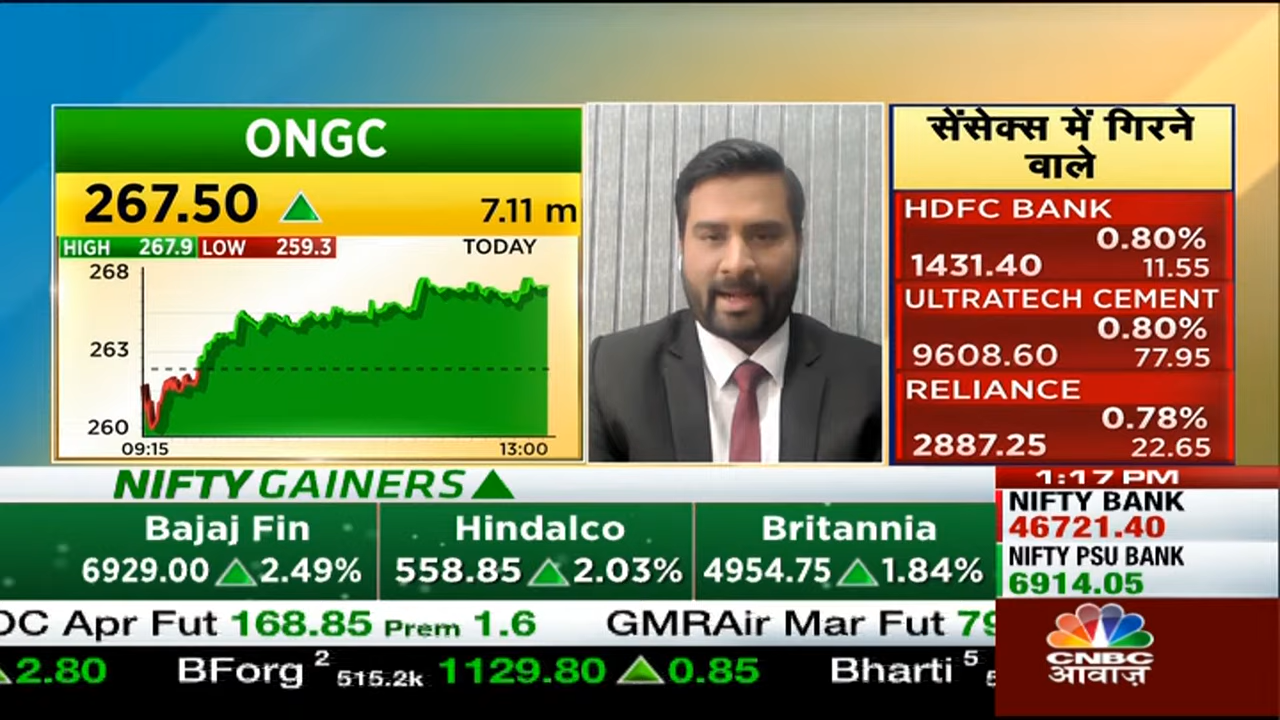 ONGC
267.50
7.11 m
HIGH 267.9 LOW 259.3
TODAY
268
263
260
09:15
13:00
सेंसेक्स में गिरने
वाले
HDFC BANK
0.80%
1431.40
11.55
ULTRATECH CEMENT
0.80%
9608.60
77.95
RELIANCE
0.78%
2887.25
22.65
NIFTY GAINERS
Bajaj Fin
6929.00 2.49%
Hindalco
558.85 2.03%
Britannia
4954.75 1.84%
1:17 PM
NIFTY BANK
46721.40
NIFTY PSU BANK
6914.05
Apr Fut 168.85 Prem 1.6 GMRAir Mar Fut
2.80 BForg 2 515.2k 1129.80 0.85 Bharti 5
CNBC
आवाज़